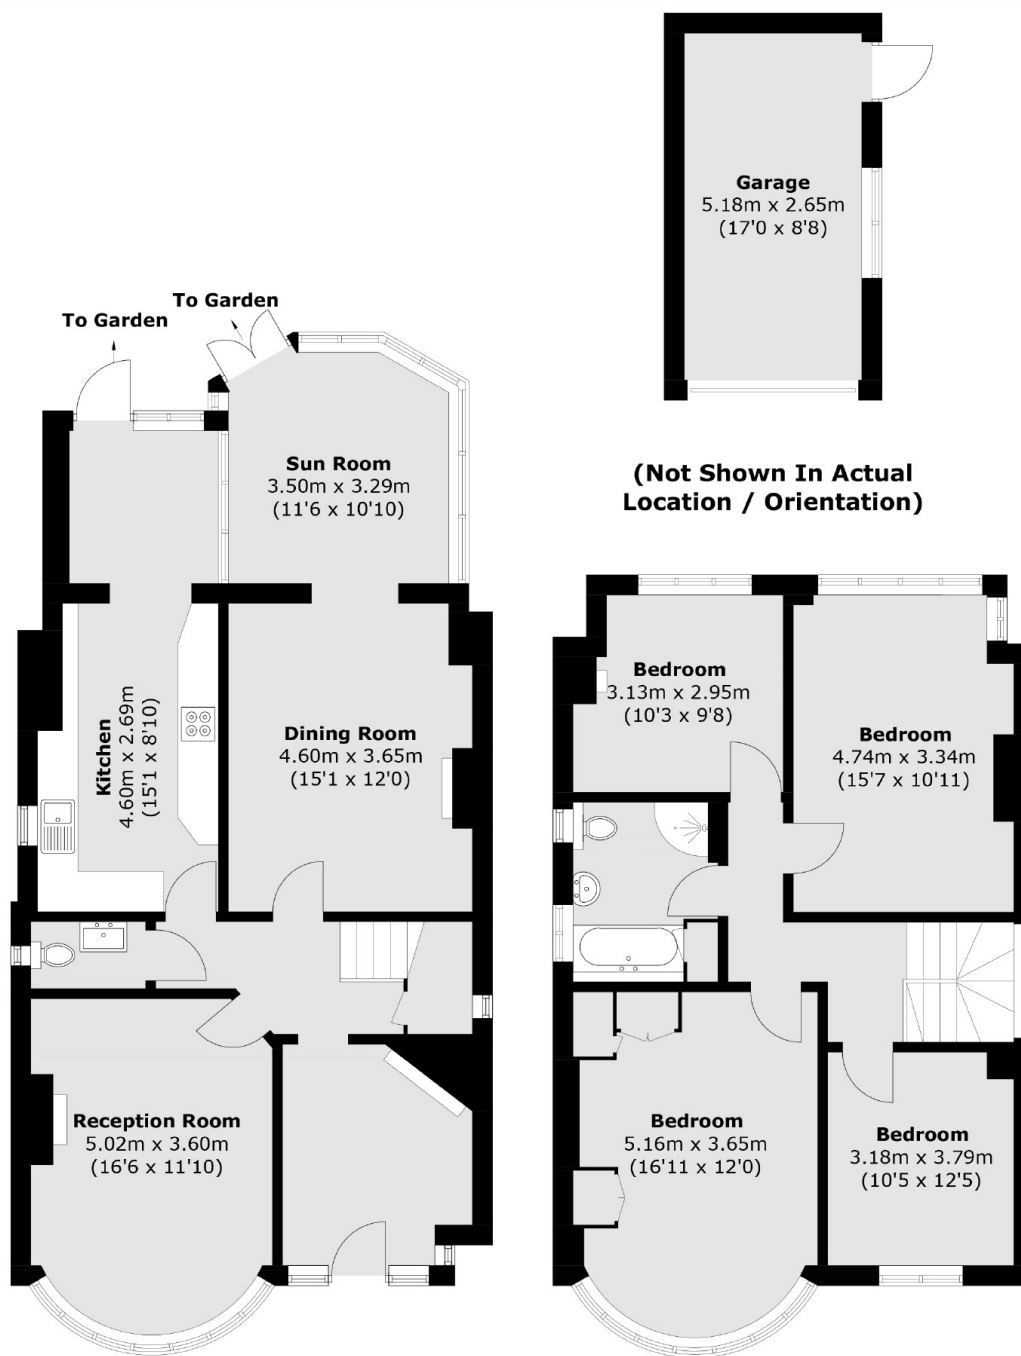 Garage
5.18m x 2.65m
(17'0 x 8'8)
(Not Shown In Actual
Location / Orientation)
To Garden
To Garden
Sun Room
3.50m x 3.29m
(11'6 x 10'10)
Kitchen
4.60m x 2.69m
(15'1 x 8'10)
Dining Room
4.60m x 3.65m
(15'1 x 12'0)
Reception Room
5.02m x 3.60m
(16'6 x 11'10)
Bedroom
3.13m x 2.95m
(10'3 x 9'8)
Bedroom
4.74m x 3.34m
(15'7 x 10'11)
Bedroom
5.16m x 3.65m
(16'11 x 12'0)
Bedroom
3.18m x 3.79m
(10'5 x 12'5)